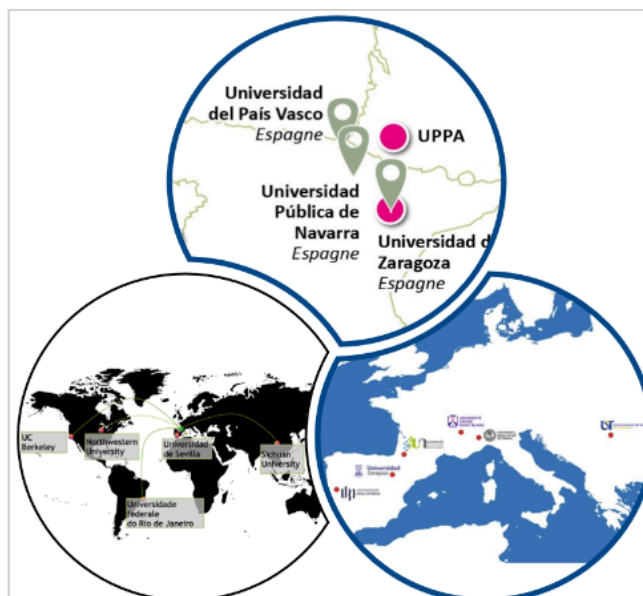 Universidad
del País Vasco
Espagne
UPPA
Universidad
Pública de
Navarra
Espagne
Universidad d
Zaragoza
Espagne
UC
Berkeley
Northwestern
University
Universidad
de Sevilla
Sichuan
University
Universidade
federale
do Rio de Janeiro
Universidad
Zaragoza